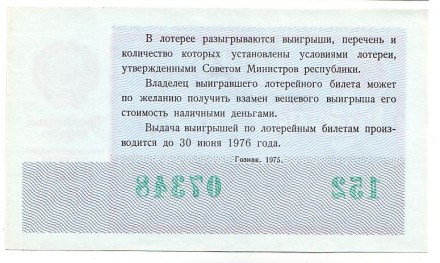 В лотерее разыгрываются выигрыши, перечень и
количество которых установлены условиями лотереи,
утвержденными Советом Министров республики.
Владелец выигравшего лотерейного билета может
по желанию получить взамен вещевого выигрыша его
стоимость наличными деньгами.
Выдача выигрышей по лотерейным билетам произ-
водится до 30 июня 1976 года.
Гознак. 1975.
07348 152